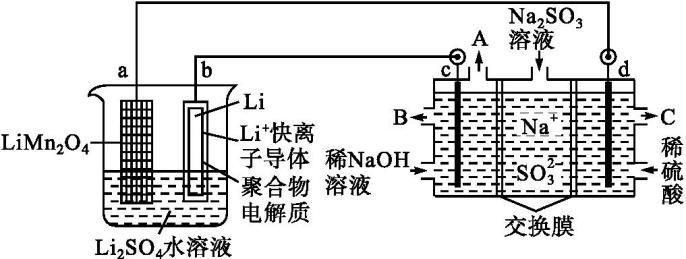 a
b
LiMn₂O₄
Li
Li⁺快离
子导体
聚合物
电解质
Li₂SO₄水溶液
Na₂SO₃
溶液
A
c
d
B
C
Na⁺
SO₃²⁻
稀NaOH
溶液
稀
硫
酸
交换膜